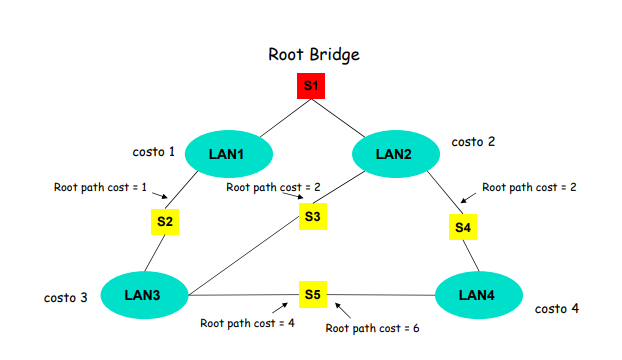 Root Bridge
S1
costo 1
LAN1
LAN2
costo 2
Root path cost = 1
Root path cost = 2
Root path cost = 2
S2
S3
S4
costo 3
LAN3
S5
LAN4
costo 4
Root path cost = 4
Root path cost = 6